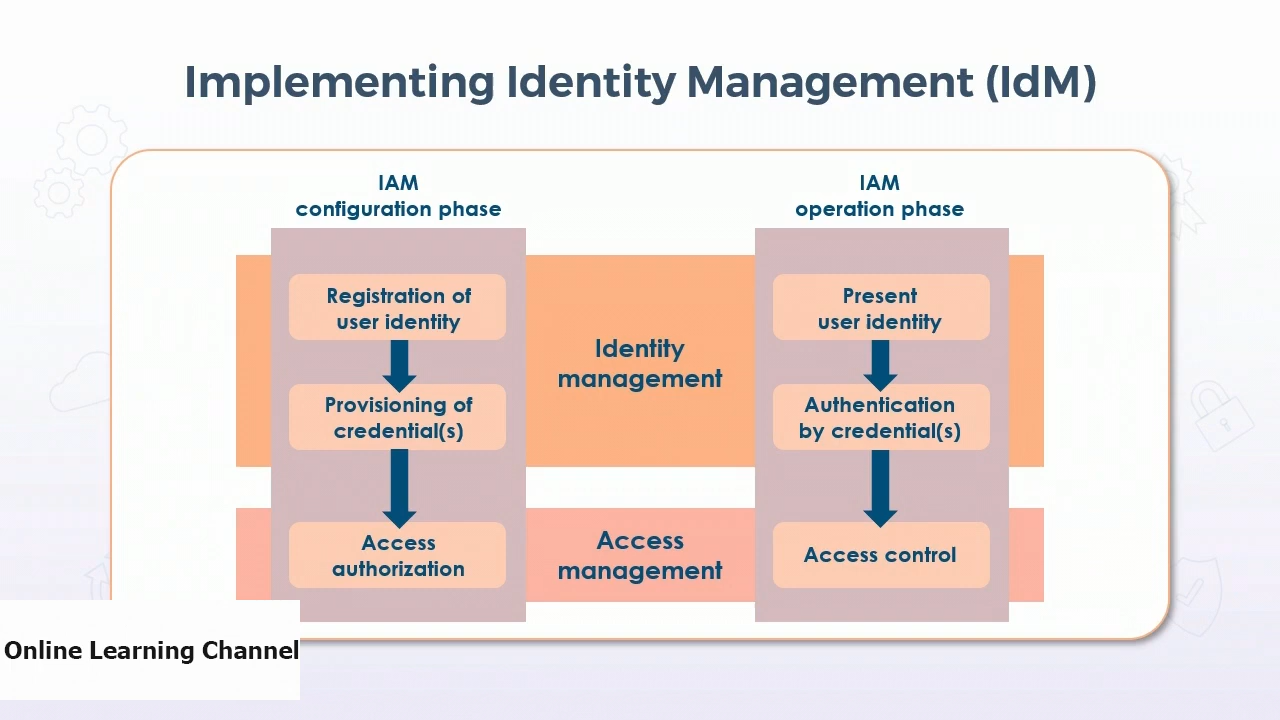 Implementing Identity Management (IdM)
IAM
configuration phase
Registration of
user identity
Provisioning of
credential(s)
Access
authorization
Identity
management
Access
management
IAM
operation phase
Present
user identity
Authentication
by credential(s)
Access control
Online Learning Channel